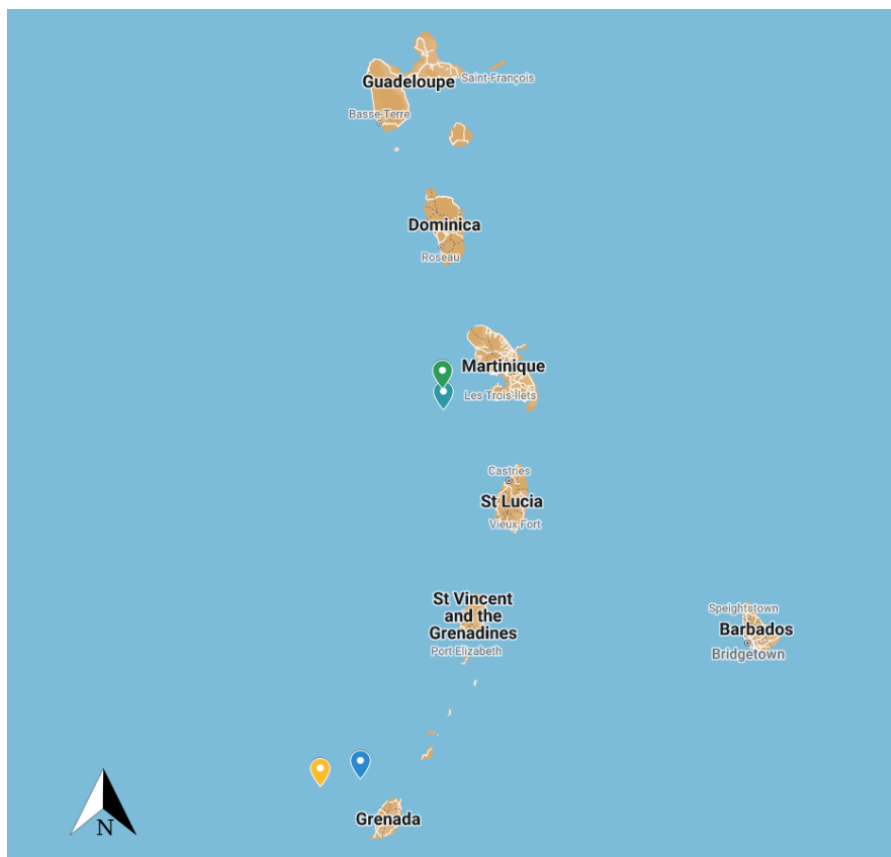 Guadeloupe
Saint-François
Basse-Terre
Dominica
Roseau
Martinique
Les Trois-Îlets
Castries
St Lucia
Vieux Fort
St Vincent
and the
Grenadines
Port Elizabeth
Speightstown
Barbados
Bridgetown
Grenada
N